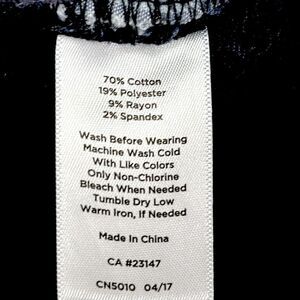 70% Cotton
19% Polyester
9% Rayon
2% Spandex
Wash Before Wearing
Machine Wash Cold
With Like Colors
Only Non-Chlorine
Bleach When Needed
Tumble Dry Low
Warm Iron, If Needed
Made In China
CA #23147
CN5010 04/17